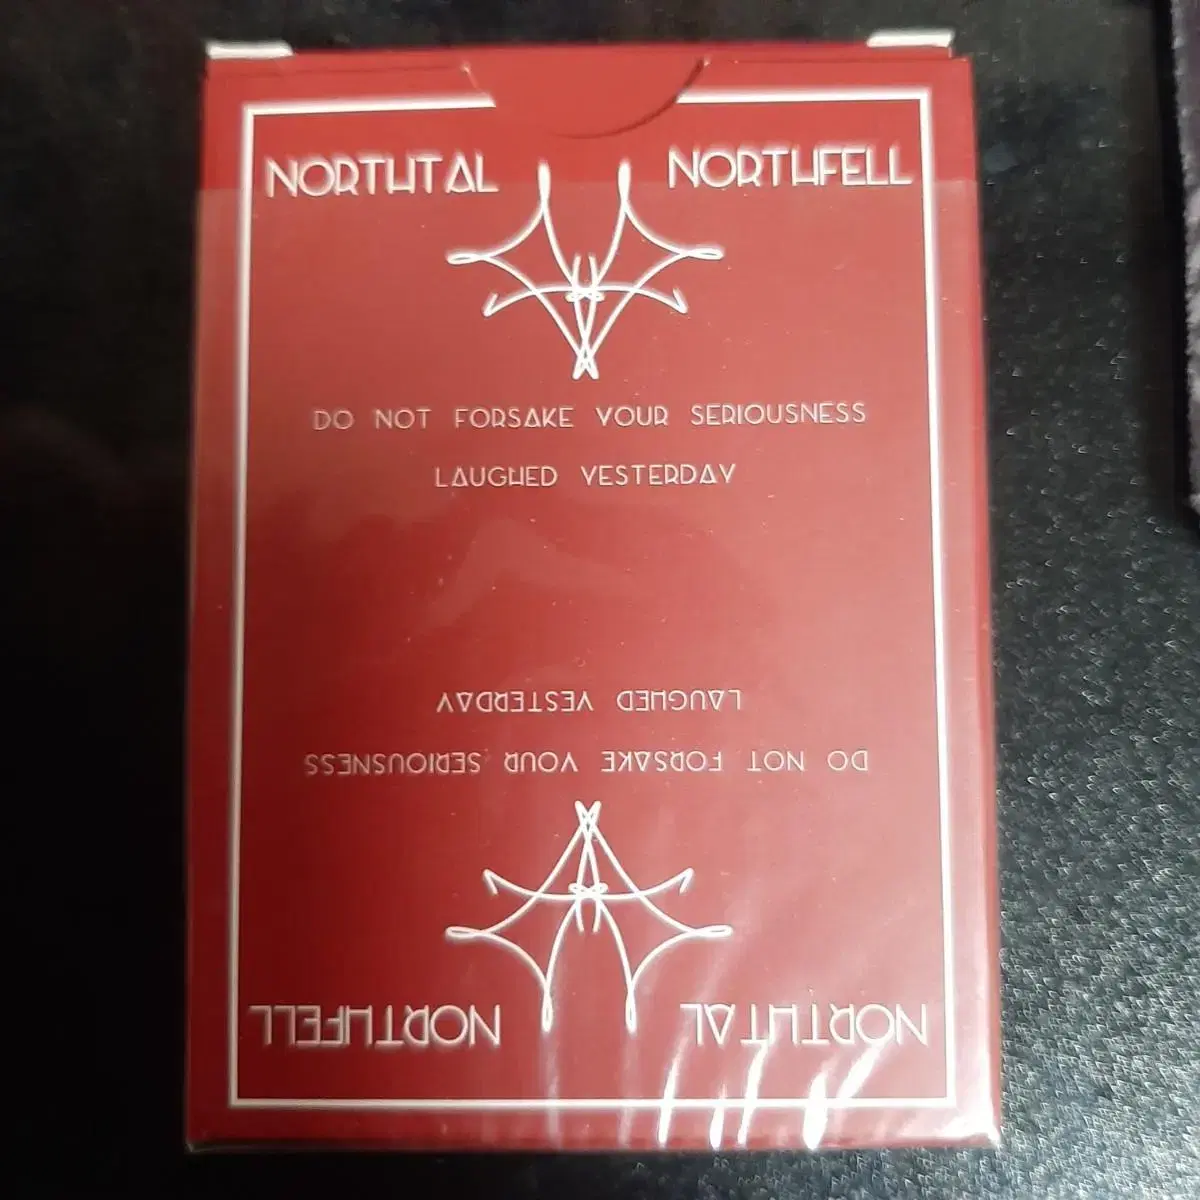 NORTHTAL NORTHFELL
DO NOT FORSAKE YOUR SERIOUSNESS
LAUGHED YESTERDAY
LAUGHED YESTERDAY
DO NOT FORSAKE YOUR SERIOUSNESS
NORTHFELL NORTHTAL